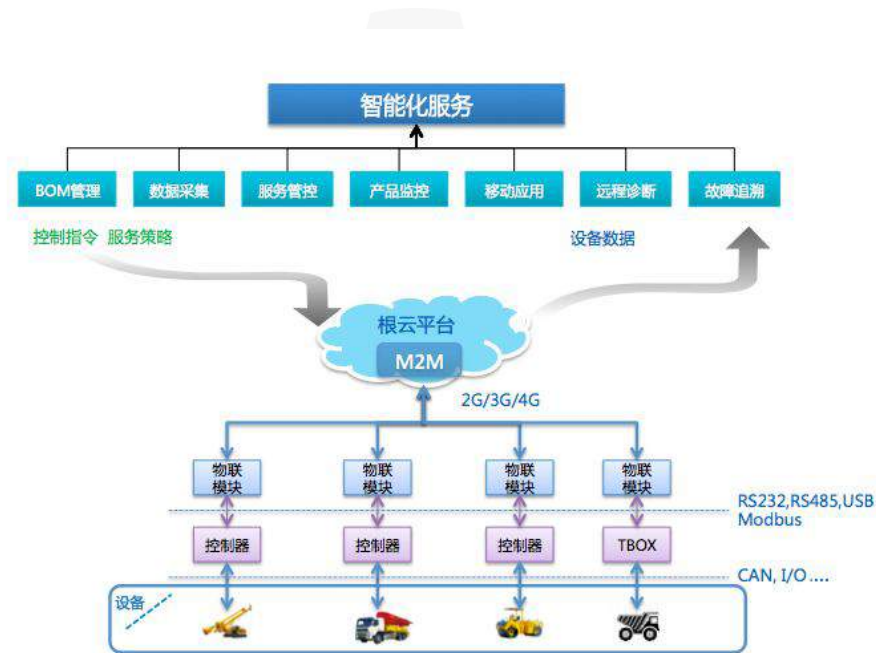 智能化服务
BOM管理
数据采集
服务管控
产品监控
移动应用
远程诊断
故障追溯
控制指令 服务策略
设备数据
根云平台
M2M
2G/3G/4G
物联
模块
物联
模块
物联
模块
物联
模块
RS232,RS485,USB
Modbus
控制器
控制器
控制器
TBOX
CAN, I/O ....
设备